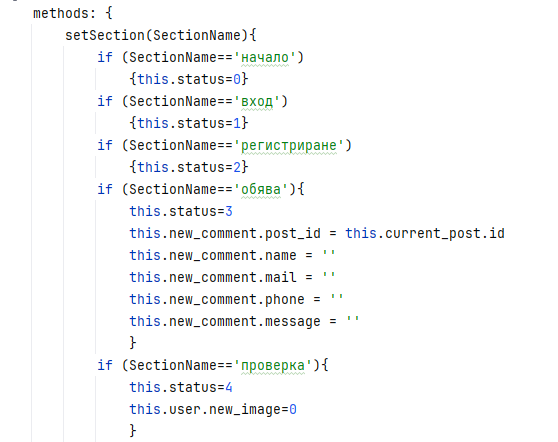 methods: {
setSection(SectionName){
if (SectionName=='начало')
{this.status=0}
if (SectionName=='вход')
{this.status=1}
if (SectionName=='регистриране')
{this.status=2}
if (SectionName=='обява'){
this.status=3
this.new_comment.post_id = this.current_post.id
this.new_comment.name = ''
this.new_comment.mail = ''
this.new_comment.phone = ''
this.new_comment.message = ''
}
if (SectionName=='проверка'){
this.status=4
this.user.new_image=0
}